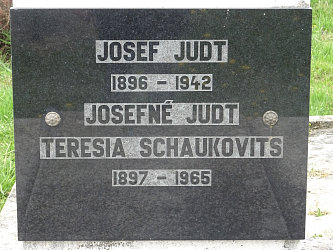 JOSEF JUDT
1896 - 1942
JOSEFNÉ JUDT
TERESIA SCHAUKOVITS
1897 - 1965